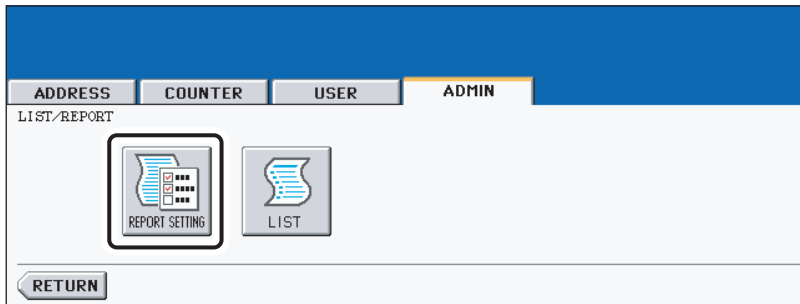 ADDRESS COUNTER USER ADMIN
LIST/REPORT
REPORT SETTING LIST
RETURN